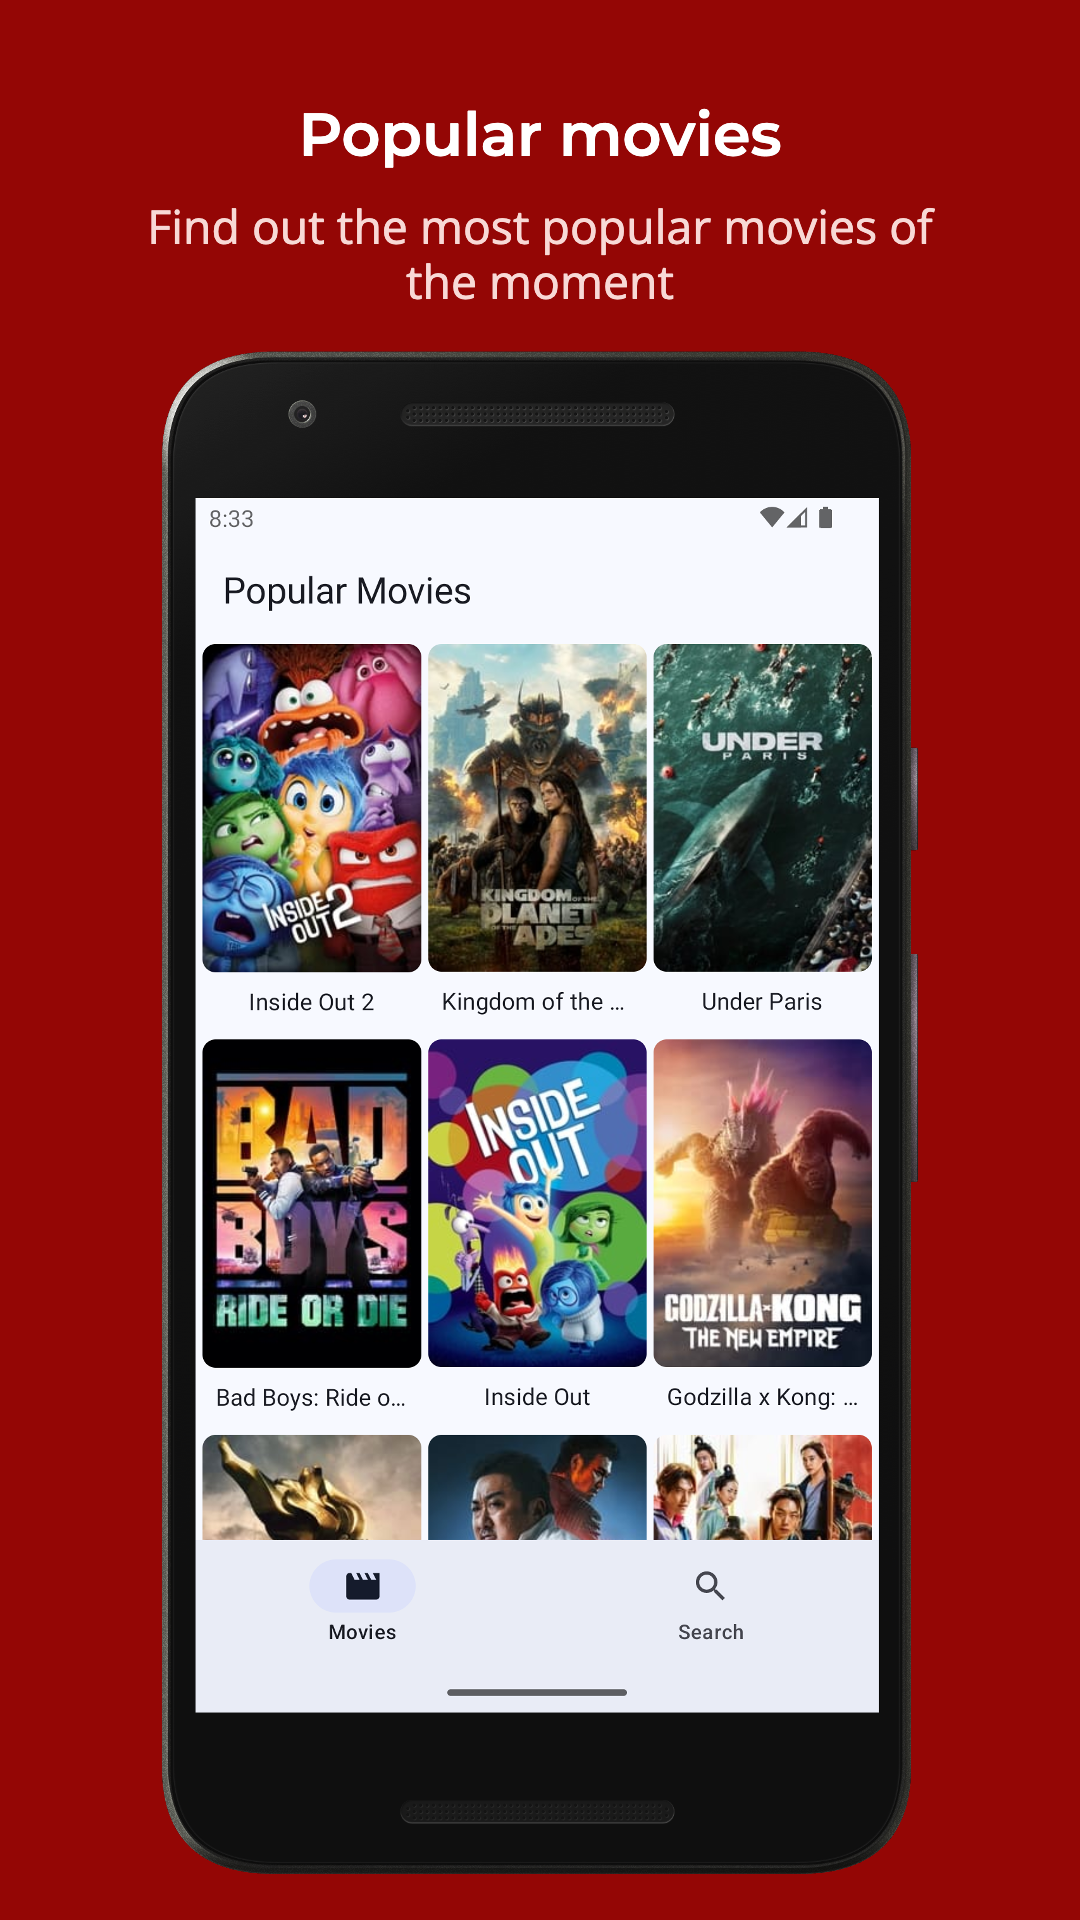 Popular movies
Find out the most popular movies of
the moment
8:33
Popular Movies
INSIDE
OUT 2
KINGDOM OF THE
PLANET
OF THE
APES
UNDER
PARIS
Inside Out 2
Kingdom of the ...
Under Paris
BAD
BOYS
RIDE OR DIE
INSIDE
OUT
GODZILLA x KONG
THE NEW EMPIRE
Bad Boys: Ride o...
Inside Out
Godzilla x Kong: ...
Movies
Search